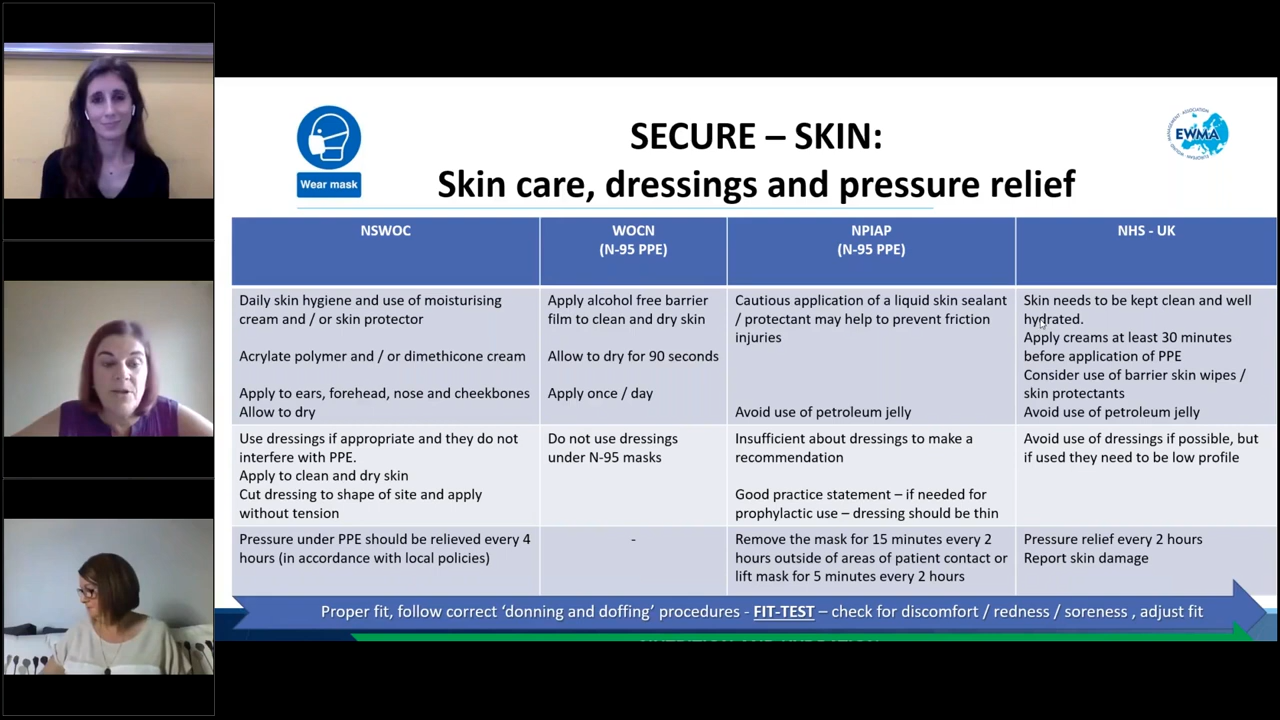 Wear mask
SECURE – SKIN:
Skin care, dressings and pressure relief
EWMA
EUROPEAN WOUND MANAGEMENT ASSOCIATION
NSWOC
WOCN
(N-95 PPE)
NPIAP
(N-95 PPE)
NHS - UK
Daily skin hygiene and use of moisturising
cream and / or skin protector
Acrylate polymer and / or dimethicone cream
Apply to ears, forehead, nose and cheekbones
Allow to dry
Apply alcohol free barrier
film to clean and dry skin
Allow to dry for 90 seconds
Apply once / day
Cautious application of a liquid skin sealant
/ protectant may help to prevent friction
injuries
Avoid use of petroleum jelly
Skin needs to be kept clean and well
hydrated.
Apply creams at least 30 minutes
before application of PPE
Consider use of barrier skin wipes /
skin protectants
Avoid use of petroleum jelly
Use dressings if appropriate and they do not
interfere with PPE.
Apply to clean and dry skin
Cut dressing to shape of site and apply
without tension
Do not use dressings
under N-95 masks
Insufficient about dressings to make a
recommendation
Good practice statement – if needed for
prophylactic use – dressing should be thin
Avoid use of dressings if possible, but
if used they need to be low profile
Pressure under PPE should be relieved every 4
hours (in accordance with local policies)
-
Remove the mask for 15 minutes every 2
hours outside of areas of patient contact or
lift mask for 5 minutes every 2 hours
Pressure relief every 2 hours
Report skin damage
Proper fit, follow correct ‘donning and doffing’ procedures - FIT-TEST – check for discomfort / redness / soreness , adjust fit